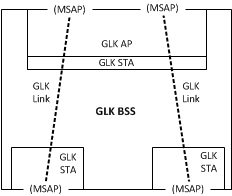 (MSAP) (MSAP)
GLK AP
GLK STA
GLK
Link
GLK
Link
GLK BSS
GLK
STA
GLK
STA
(MSAP) (MSAP)